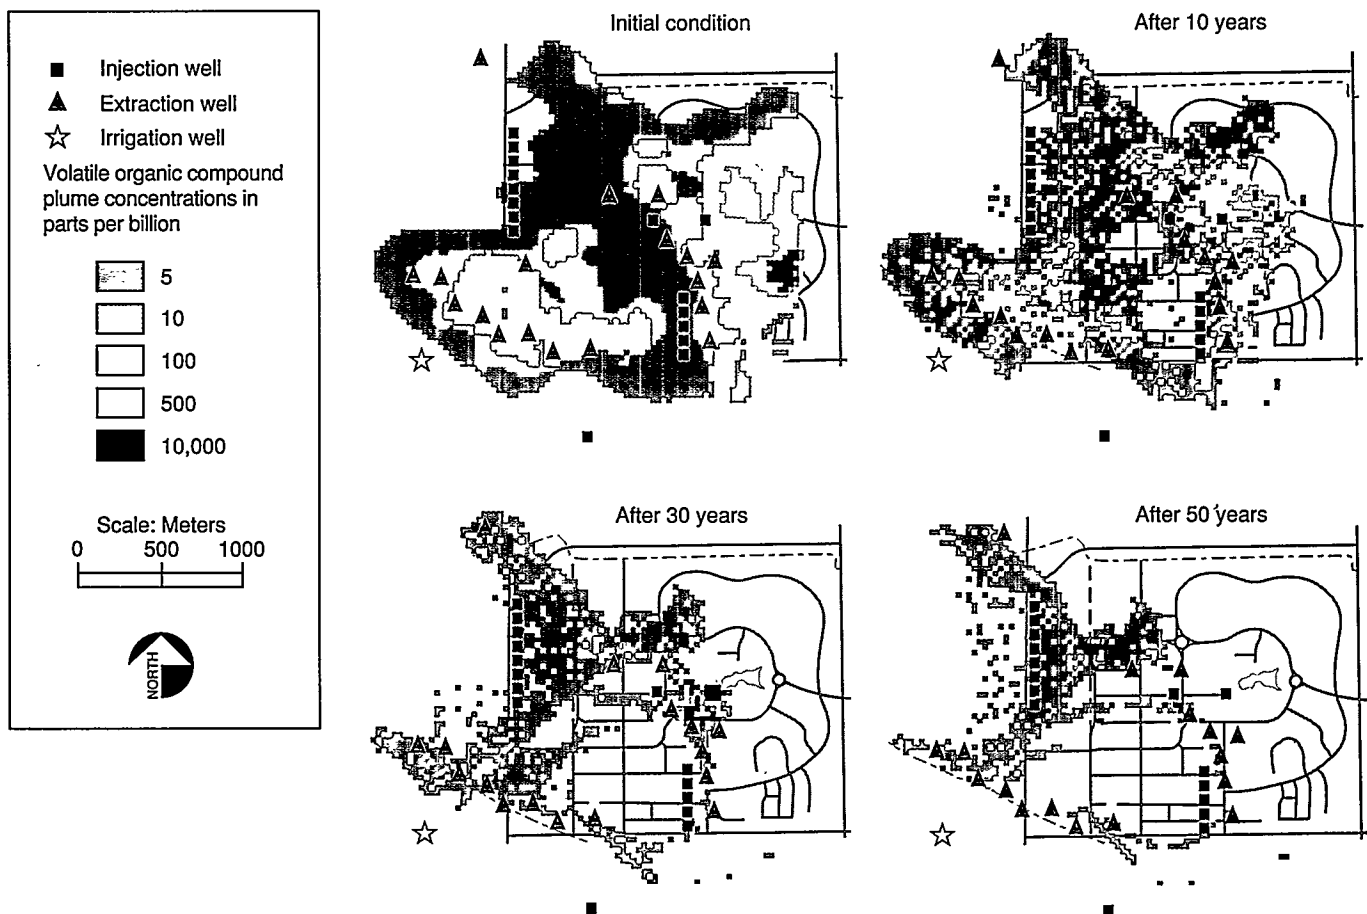 Injection well
Extraction well
Irrigation well
Volatile organic compound
plume concentrations in
parts per billion
5
10
100
500
10,000
Scale: Meters
0 500 1000
NORTH
Initial condition
After 10 years
After 30 years
After 50 years